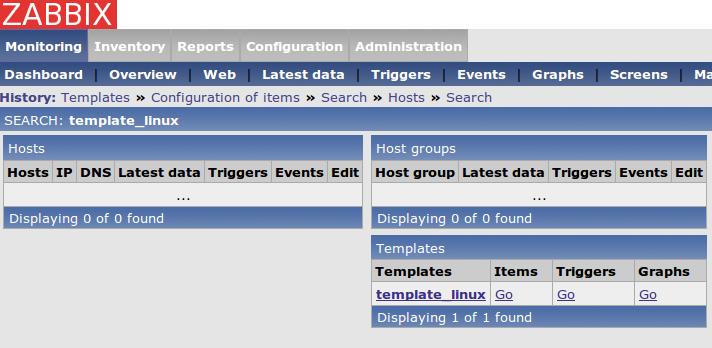 ZABBIX
Monitoring Inventory Reports Configuration Administration
Dashboard | Overview | Web | Latest data | Triggers | Events | Graphs | Screens | Ma
History: Templates » Configuration of items » Search » Hosts » Search
SEARCH: template_linux
Hosts
Hosts IP DNS Latest data Triggers Events Edit
...
Displaying 0 of 0 found
Host groups
Host group Latest data Triggers Events Edit
...
Displaying 0 of 0 found
Templates
Templates Items Triggers Graphs
template_linux Go Go Go
Displaying 1 of 1 found